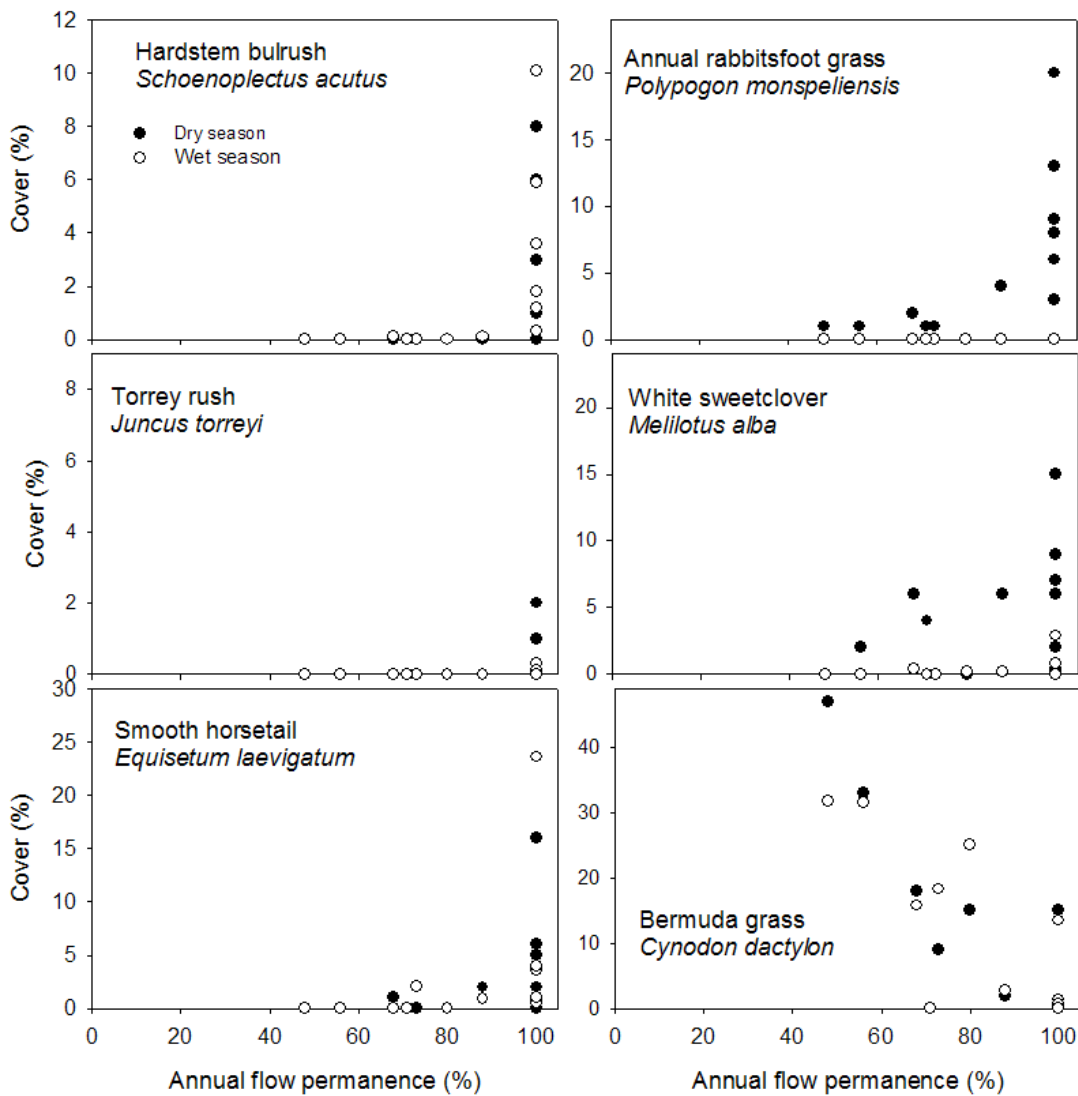 12
10
8
6
4
2
0
Cover (%)
Hardstem bulrush
Schoenoplectus acutus
Dry season
Wet season
20
15
10
5
0
Annual rabbitsfoot grass
Polypogon monspeliensis
8
6
4
2
0
Cover (%)
Torrey rush
Juncus torreyi
20
15
10
5
0
White sweetclover
Melilotus alba
30
25
20
15
10
5
0
Cover (%)
Smooth horsetail
Equisetum laevigatum
0 20 40 60 80 100
Annual flow permanence (%)
40
30
20
10
0
Bermuda grass
Cynodon dactylon
0 20 40 60 80 100
Annual flow permanence (%)